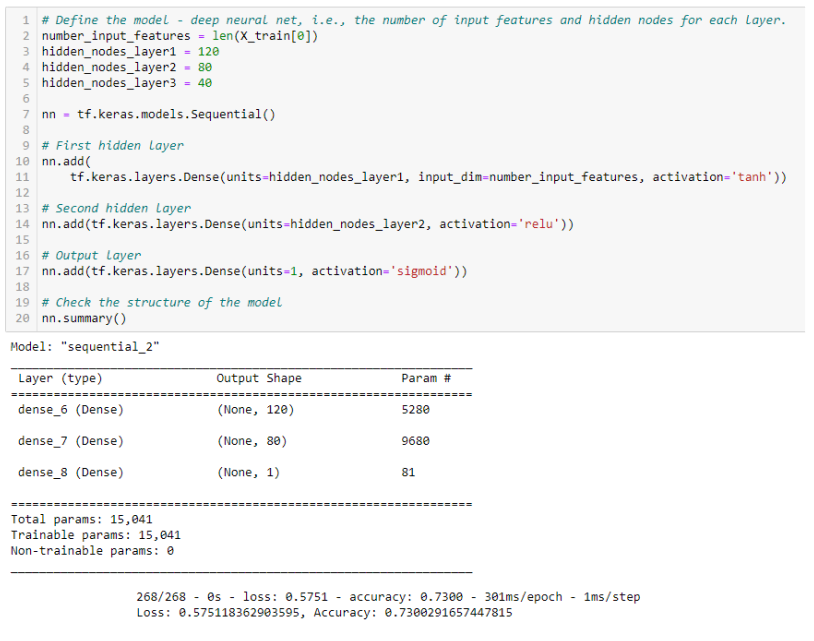 1 # Define the model - deep neural net, i.e., the number of input features and hidden nodes for each layer.
2 number_input_features = len(X_train[0])
3 hidden_nodes_layer1 = 120
4 hidden_nodes_layer2 = 80
5 hidden_nodes_layer3 = 40
6
7 nn = tf.keras.models.Sequential()
8
9 # First hidden layer
10 nn.add(
11     tf.keras.layers.Dense(units=hidden_nodes_layer1, input_dim=number_input_features, activation='tanh'))
12
13 # Second hidden layer
14 nn.add(tf.keras.layers.Dense(units=hidden_nodes_layer2, activation='relu'))
15
16 # Output layer
17 nn.add(tf.keras.layers.Dense(units=1, activation='sigmoid'))
18
19 # Check the structure of the model
20 nn.summary()
Model: "sequential_2"
Layer (type) Output Shape Param #
dense_6 (Dense) (None, 120) 5280
dense_7 (Dense) (None, 80) 9680
dense_8 (Dense) (None, 1) 81
Total params: 15,041
Trainable params: 15,041
Non-trainable params: 0
268/268 - 0s - loss: 0.5751 - accuracy: 0.7300 - 301ms/epoch - 1ms/step
Loss: 0.575118362903595, Accuracy: 0.7300291657447815